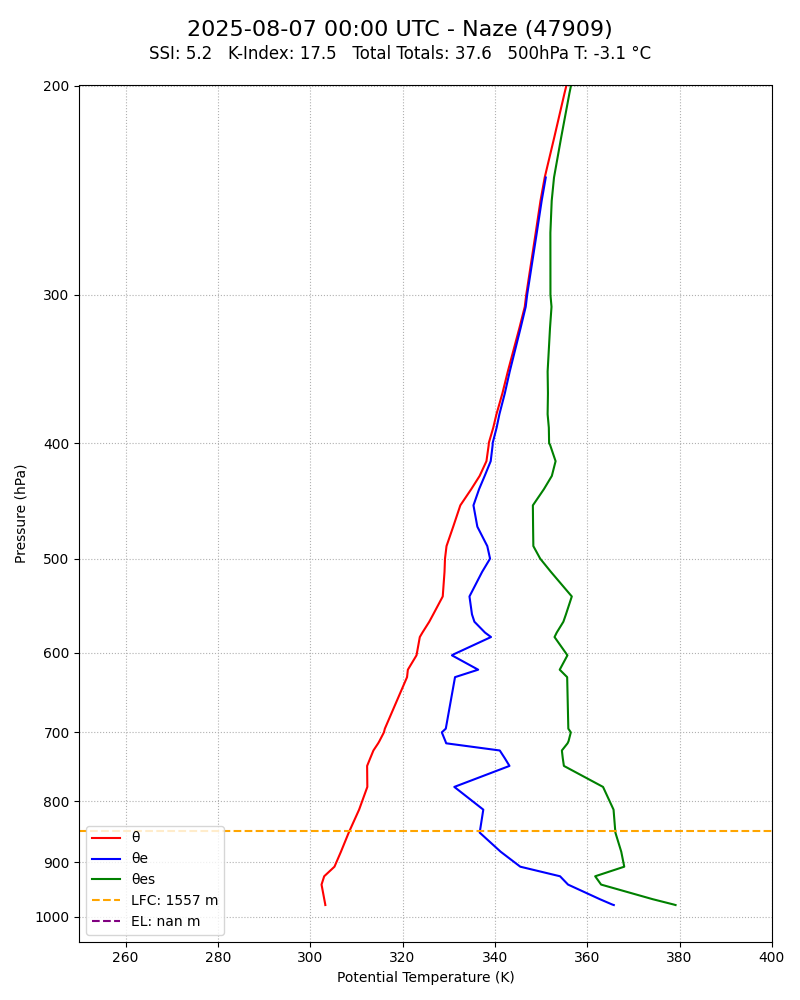 2025-08-07 00:00 UTC - Naze (47909)
SSI: 5.2   K-Index: 17.5   Total Totals: 37.6   500hPa T: -3.1 °C
200
300
400
500
600
700
800
900
1000
Pressure (hPa)
θ
θe
θes
LFC: 1557 m
EL: nan m
260 280 300 320 340 360 380 400
Potential Temperature (K)